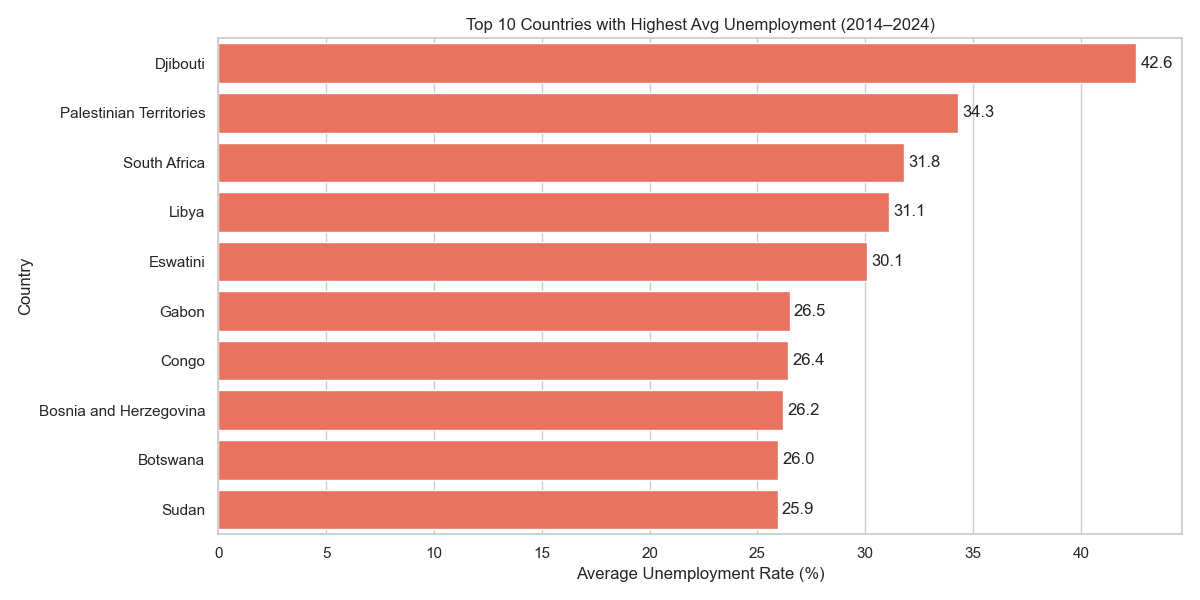 Top 10 Countries with Highest Avg Unemployment (2014–2024)
Djibouti 42.6
Palestinian Territories 34.3
South Africa 31.8
Libya 31.1
Eswatini 30.1
Gabon 26.5
Congo 26.4
Bosnia and Herzegovina 26.2
Botswana 26.0
Sudan 25.9
Country
0 5 10 15 20 25 30 35 40
Average Unemployment Rate (%)